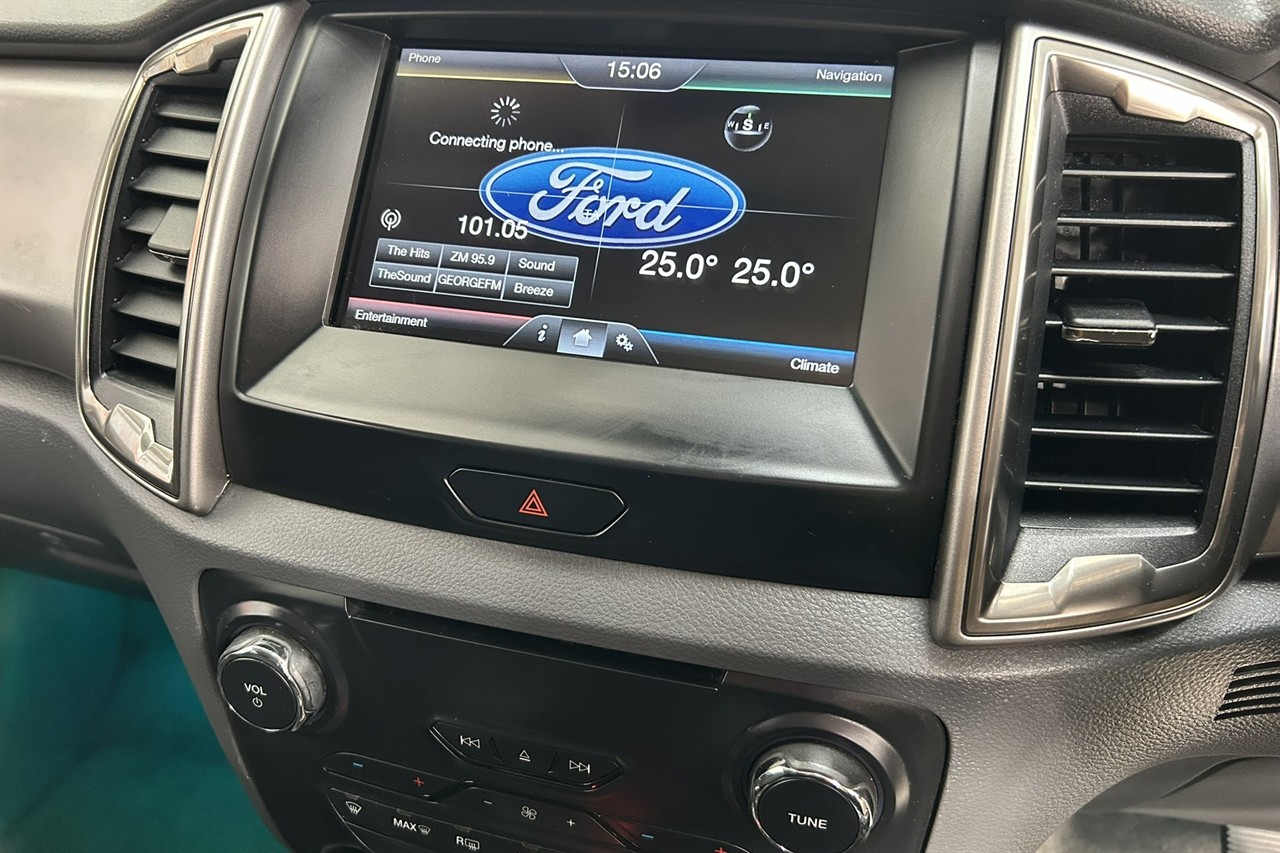 Phone
15:06
Navigation
W S E
Connecting phone...
Ford
101.05
The Hits ZM 95.9 Sound
TheSound GEORGEFM Breeze
25.0° 25.0°
Entertainment
i
Climate
VOL
TUNE
MAX
R